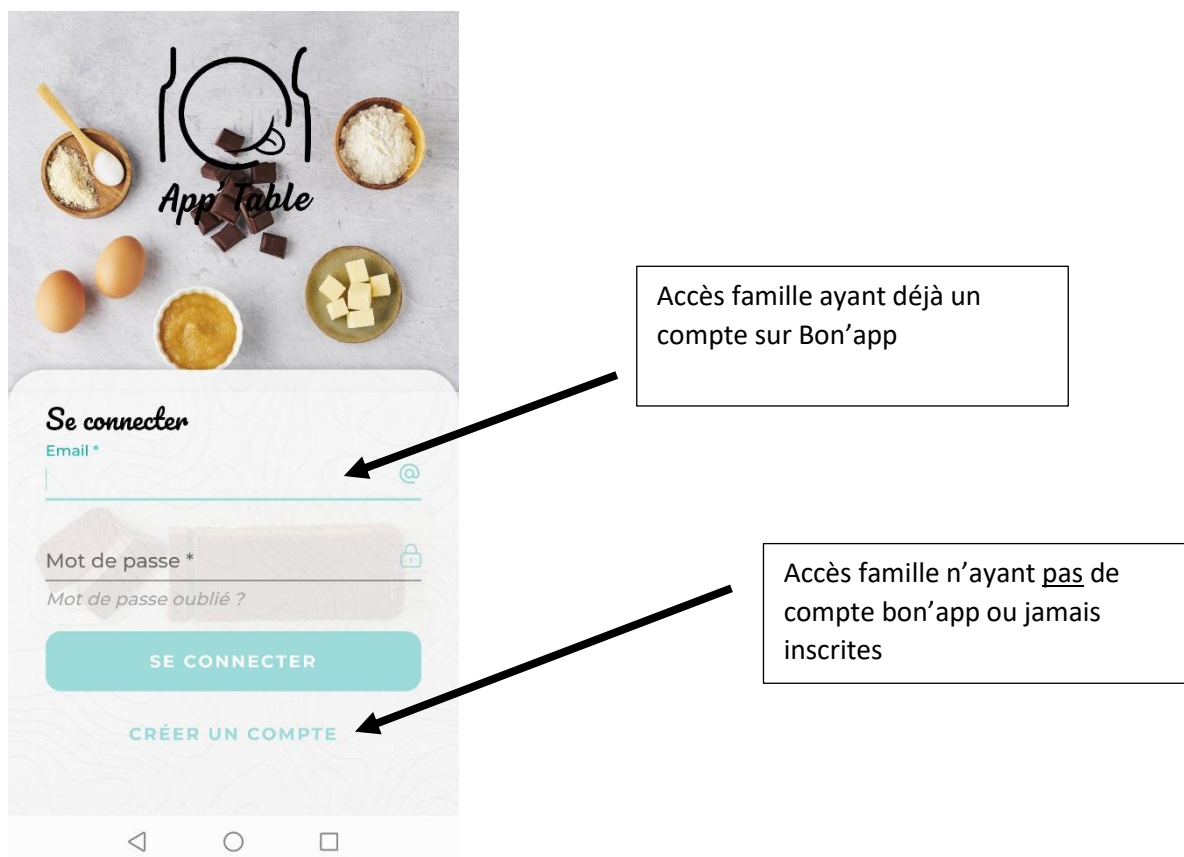 App'Table
Accès famille ayant déjà un
compte sur Bon'app
Se connecter
Email *
@
Mot de passe *
Mot de passe oublié ?
SE CONNECTER
CRÉER UN COMPTE
Accès famille n'ayant pas de
compte bon'app ou jamais
inscrites